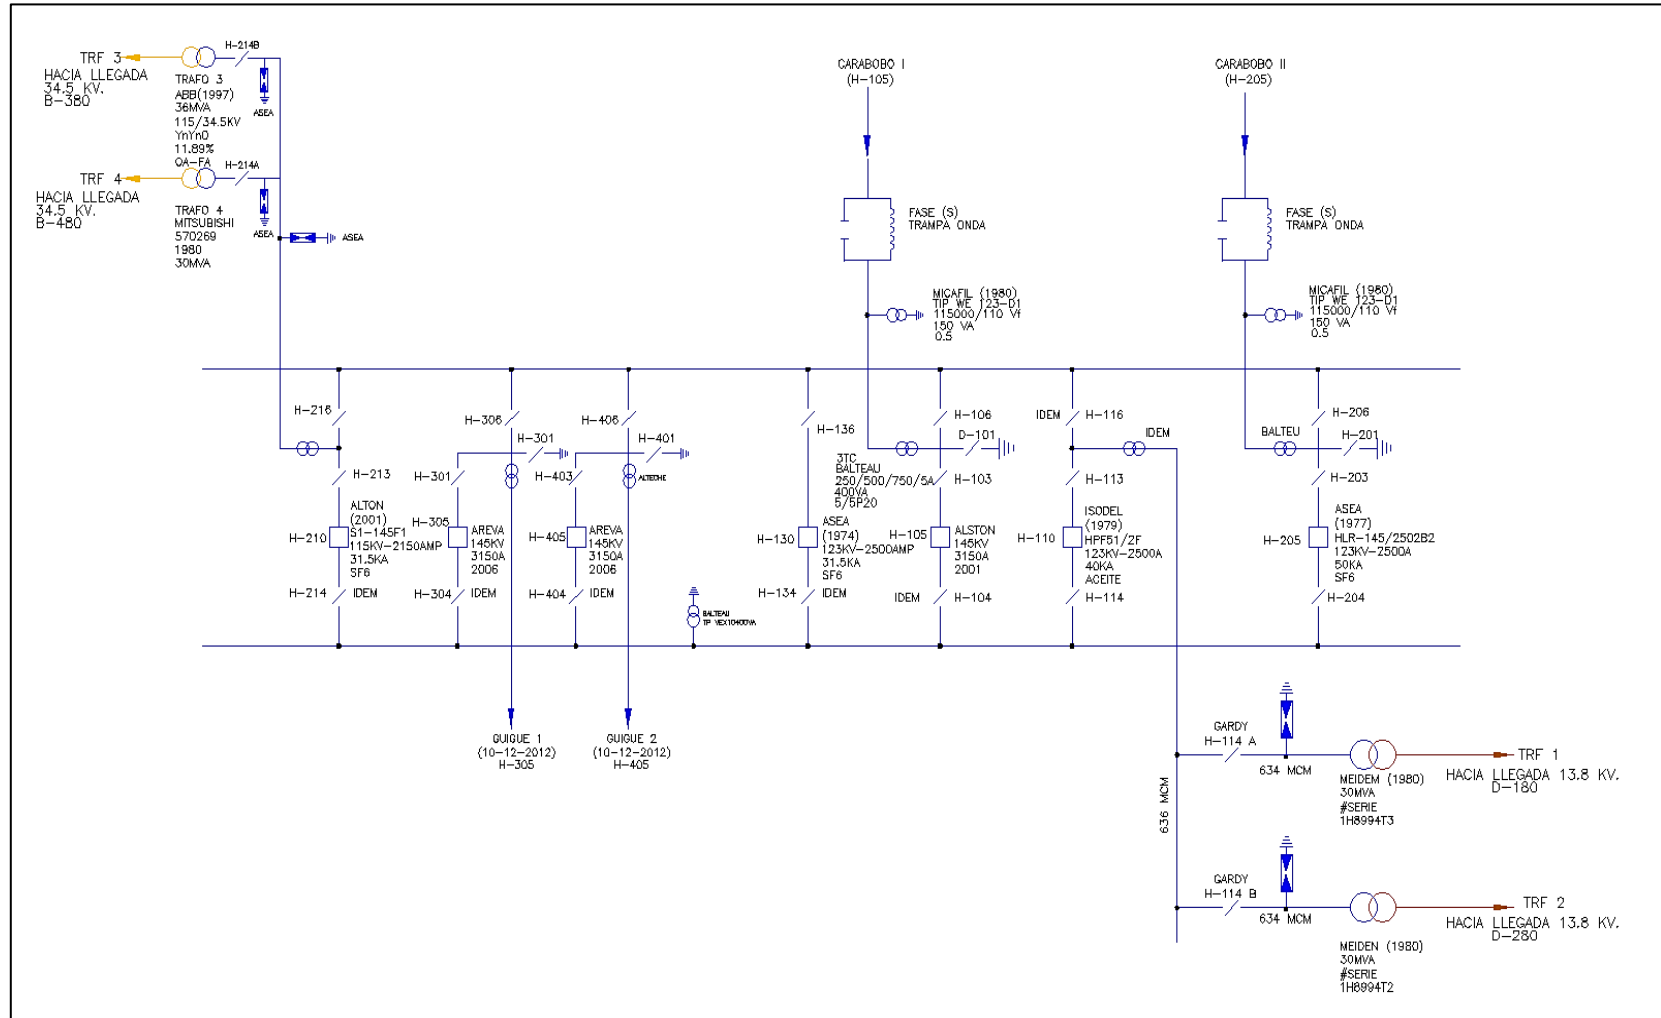 TRF 3
HACIA LLEGADA
34.5 KV.
B-380
H-214B
TRAFO 3
ABB(1997)
36MVA
115/34.5KV
YnYn0
11.89%
OA-FA
ASEA
TRF 4
HACIA LLEGADA
34.5 KV.
B-480
H-214A
TRAFO 4
MITSUBISHI
570269
1980
30MVA
ASEA
ASEA
CARABOBO I
(H-105)
FASE (S)
TRAMPA ONDA
MICAFIL (1980)
TIP WE 123-D1
115000/110 Vf
150 VA
0.5
CARABOBO II
(H-205)
FASE (S)
TRAMPA ONDA
MICAFIL (1980)
TIP WE 123-D1
115000/110 Vf
150 VA
0.5
H-216
H-213
H-210
ALTON
(2001)
S1-145F1
115KV-2150AMP
31.5KA
SF6
H-214
IDEM
H-306
H-301
H-301
H-305
AREVA
145KV
3150A
2006
H-304
IDEM
H-406
H-401
H-403
ALTECHE
H-405
AREVA
145KV
3150A
2006
H-404
IDEM
BALTEAU
TP VEX10400VA
H-136
H-130
ASEA
(1974)
123KV-2500AMP
31.5KA
SF6
H-134
IDEM
H-106
D-101
3TC
BALTEAU
250/500/750/5A
400VA
5/5P20
H-103
H-105
ALSTON
145KV
3150A
2001
IDEM
H-104
IDEM
H-116
IDEM
H-113
H-110
ISODEL
(1979)
HPF51/2F
123KV-2500A
40KA
ACEITE
H-114
H-206
BALTEU
H-201
H-203
H-205
ASEA
(1977)
HLR-145/2502B2
123KV-2500A
50KA
SF6
H-204
GUIGUE 1
(10-12-2012)
H-305
GUIGUE 2
(10-12-2012)
H-405
636 MCM
GARDY
H-114 A
634 MCM
MEIDEM (1980)
30MVA
#SERIE
1H8994T3
TRF 1
HACIA LLEGADA 13.8 KV.
D-180
GARDY
H-114 B
634 MCM
MEIDEN (1980)
30MVA
#SERIE
1H8994T2
TRF 2
HACIA LLEGADA 13.8 KV.
D-280